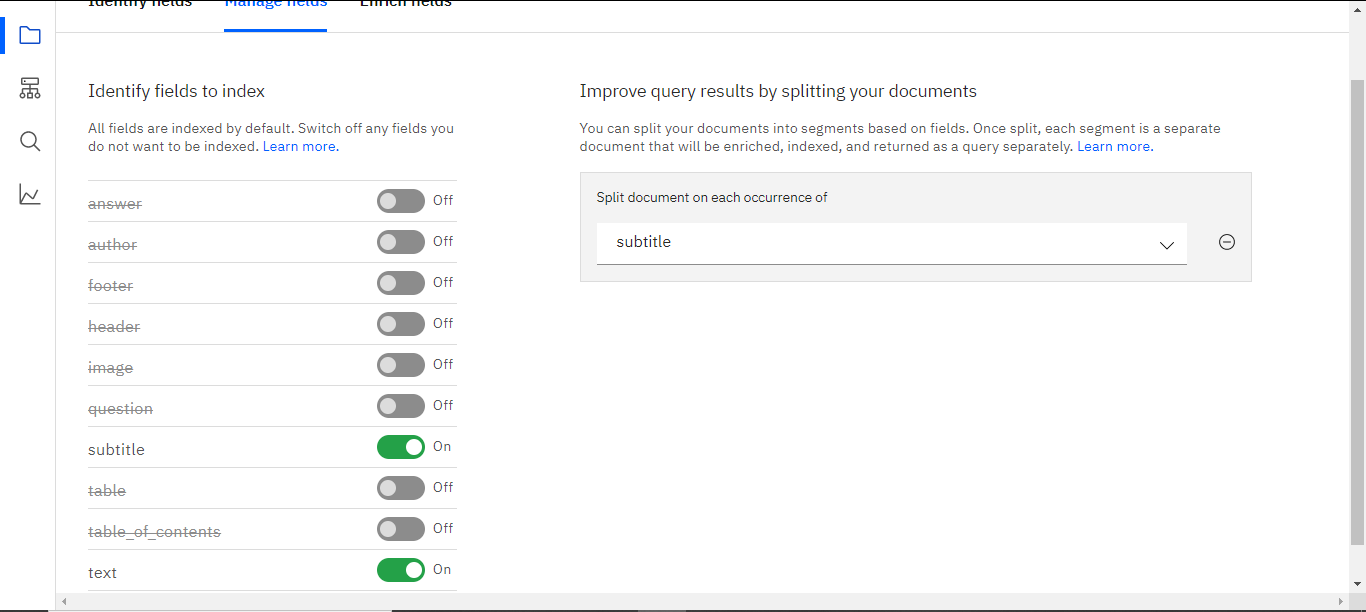 Identify fields
Manage fields
Enrich fields
Identify fields to index
All fields are indexed by default. Switch off any fields you
do not want to be indexed. Learn more.
answer Off
author Off
footer Off
header Off
image Off
question Off
subtitle On
table Off
table_of_contents Off
text On
Improve query results by splitting your documents
You can split your documents into segments based on fields. Once split, each segment is a separate
document that will be enriched, indexed, and returned as a query separately. Learn more.
Split document on each occurrence of
subtitle